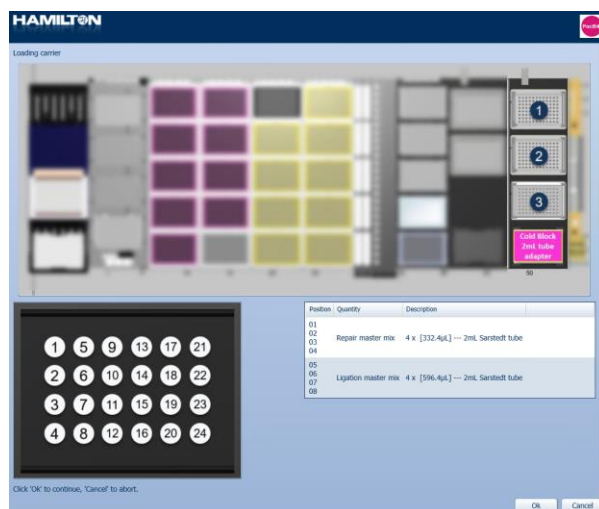 HAMILTON
PacBi
Loading carrier
1
2
3
Cold Block
2mL tube
adapter
50
1 5 9 13 17 21
2 6 10 14 18 22
3 7 11 15 19 23
4 8 12 16 20 24
Position Quantity Description
01
02
03
04
Repair master mix 4 x [332.4µL] --- 2mL Sarstedt tube
05
06
07
08
Ligation master mix 4 x [596.4µL] --- 2mL Sarstedt tube
Click 'Ok' to continue, 'Cancel' to abort.
Ok Cancel